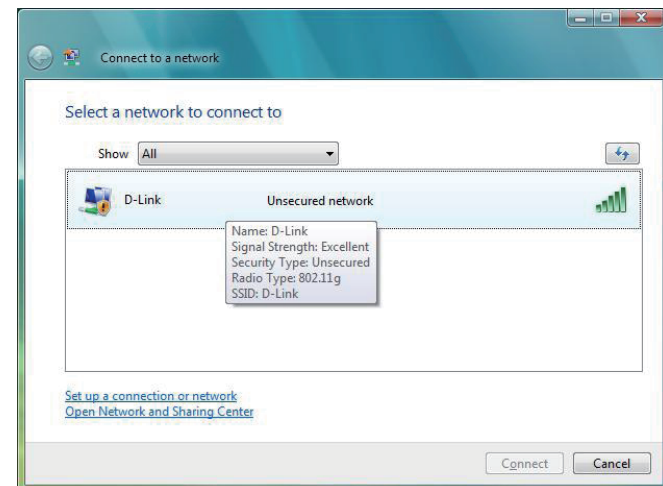 Connect to a network
Select a network to connect to
Show All
D-Link Unsecured network
Name: D-Link
Signal Strength: Excellent
Security Type: Unsecured
Radio Type: 802.11g
SSID: D-Link
Set up a connection or network
Open Network and Sharing Center
Connect Cancel